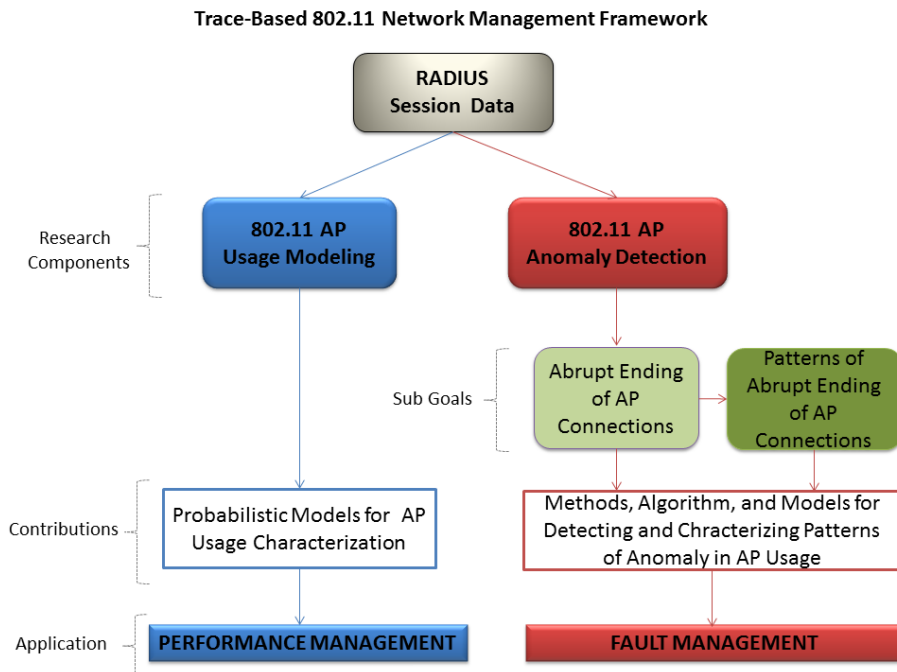 Trace-Based 802.11 Network Management Framework
RADIUS
Session Data
Research
Components
802.11 AP
Usage Modeling
802.11 AP
Anomaly Detection
Sub Goals
Abrupt Ending
of AP
Connections
Patterns of
Abrupt Ending
of AP
Connections
Contributions
Probabilistic Models for AP
Usage Characterization
Methods, Algorithm, and Models for
Detecting and Chracterizing Patterns
of Anomaly in AP Usage
Application
PERFORMANCE MANAGEMENT
FAULT MANAGEMENT